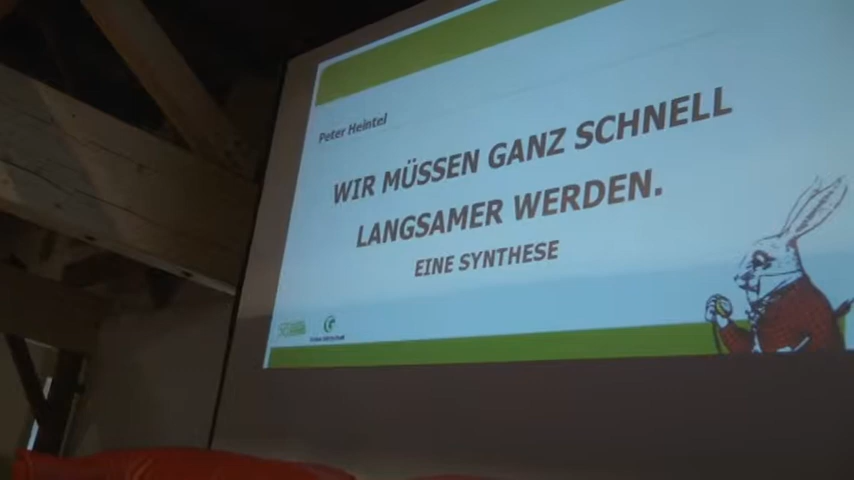 Peter Heintel
WIR MÜSSEN GANZ SCHNELL
LANGSAMER WERDEN.
EINE SYNTHESE